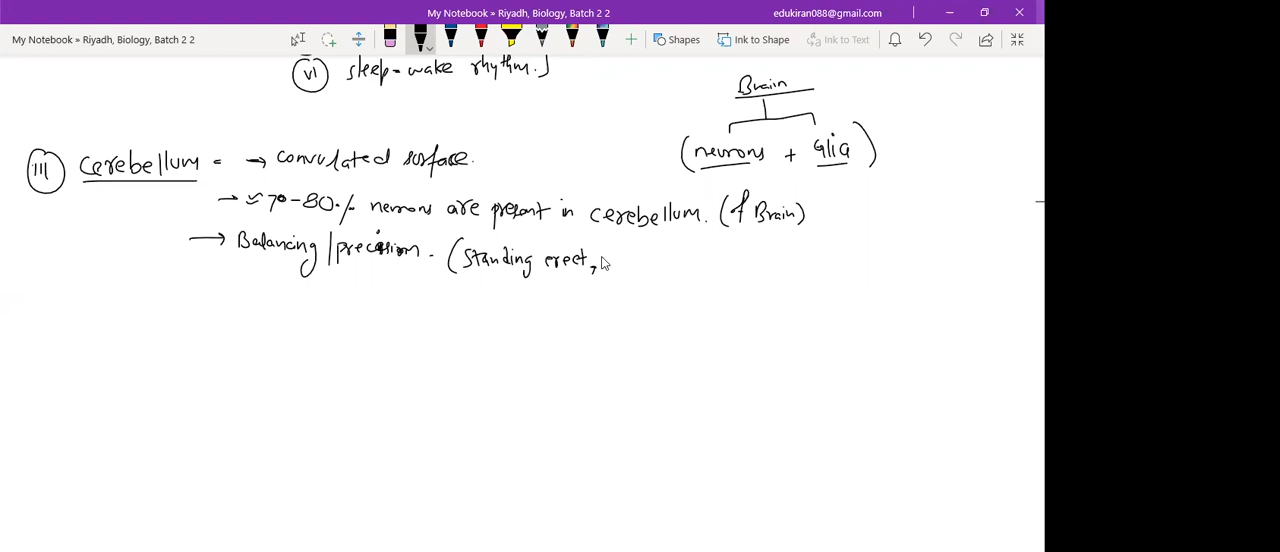 My Notebook » Riyadh, Biology, Batch 2 2
edukiran088@gmail.com
My Notebook » Riyadh, Biology, Batch 2 2
Shapes
Ink to Shape
Ink to Text
vi sleep-wake rhythm.]
Brain
(neurons + Glia)
III Cerebellum = → convulated surface.
→ ≈ 70-80% neurons are present in cerebellum. (of Brain)
→ Balancing/precision. (standing erect,